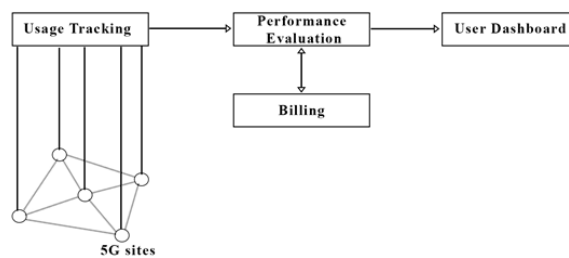 Usage Tracking
Performance
Evaluation
User Dashboard
Billing
5G sites